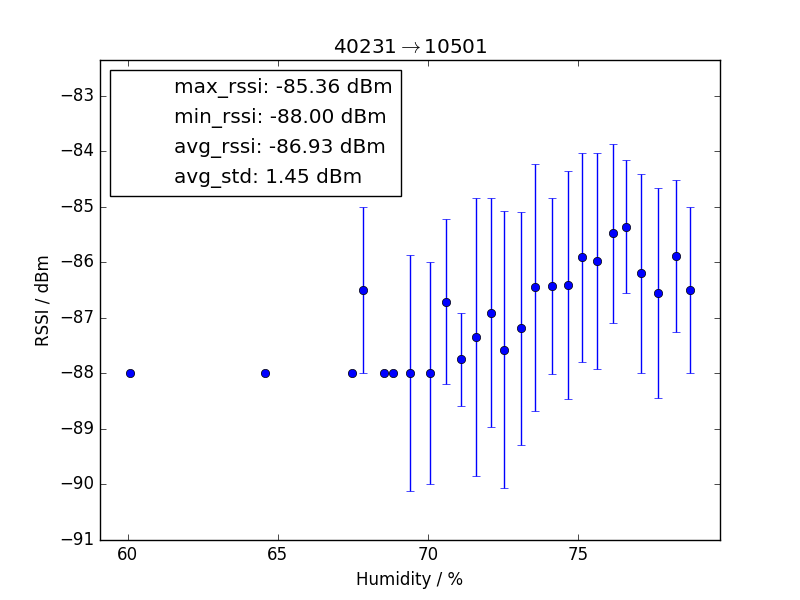 40231→10501
max_rssi: -85.36 dBm
min_rssi: -88.00 dBm
avg_rssi: -86.93 dBm
avg_std: 1.45 dBm
RSSI / dBm
−83
−84
−85
−86
−87
−88
−89
−90
−91
60 65 70 75
Humidity / %